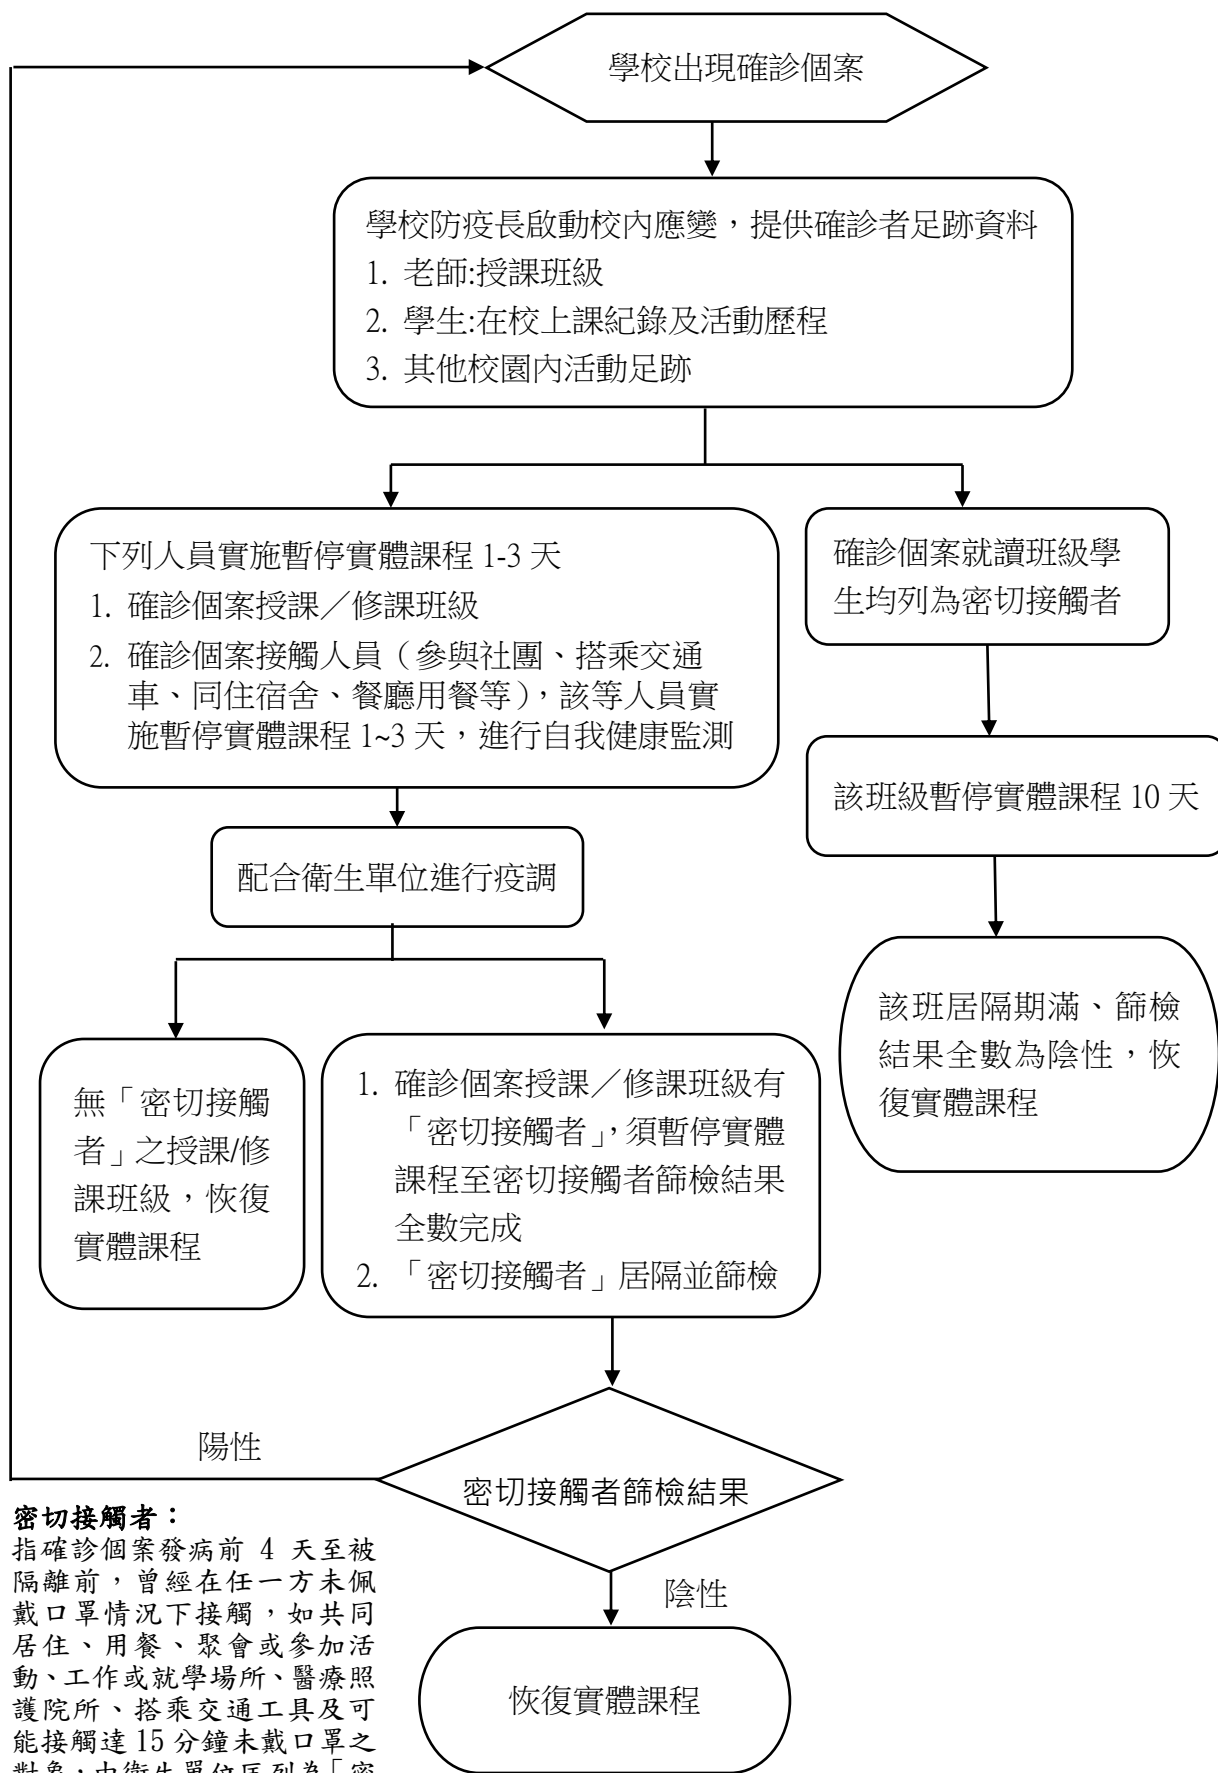 學校出現確診個案
學校防疫長啟動校內應變，提供確診者足跡資料
1. 老師:授課班級
2. 學生:在校上課紀錄及活動歷程
3. 其他校園內活動足跡
下列人員實施暫停實體課程 1-3 天
1. 確診個案授課／修課班級
2. 確診個案接觸人員（參與社團、搭乘交通
車、同住宿舍、餐廳用餐等），該等人員實
施暫停實體課程 1~3 天，進行自我健康監測
確診個案就讀班級學
生均列為密切接觸者
該班級暫停實體課程 10 天
配合衛生單位進行疫調
該班居隔期滿、篩檢
結果全數為陰性，恢
復實體課程
無「密切接觸
者」之授課/修
課班級，恢復
實體課程
1. 確診個案授課／修課班級有
「密切接觸者」，須暫停實體
課程至密切接觸者篩檢結果
全數完成
2. 「密切接觸者」居隔並篩檢
陽性
密切接觸者篩檢結果
陰性
恢復實體課程
密切接觸者：
指確診個案發病前 4 天至被
隔離前，曾經在任一方未佩
戴口罩情況下接觸，如共同
居住、用餐、聚會或參加活
動、工作或就學場所、醫療照
護院所、搭乘交通工具及可
能接觸達 15 分鐘未戴口罩之
對象，由衛生單位匡列為「密